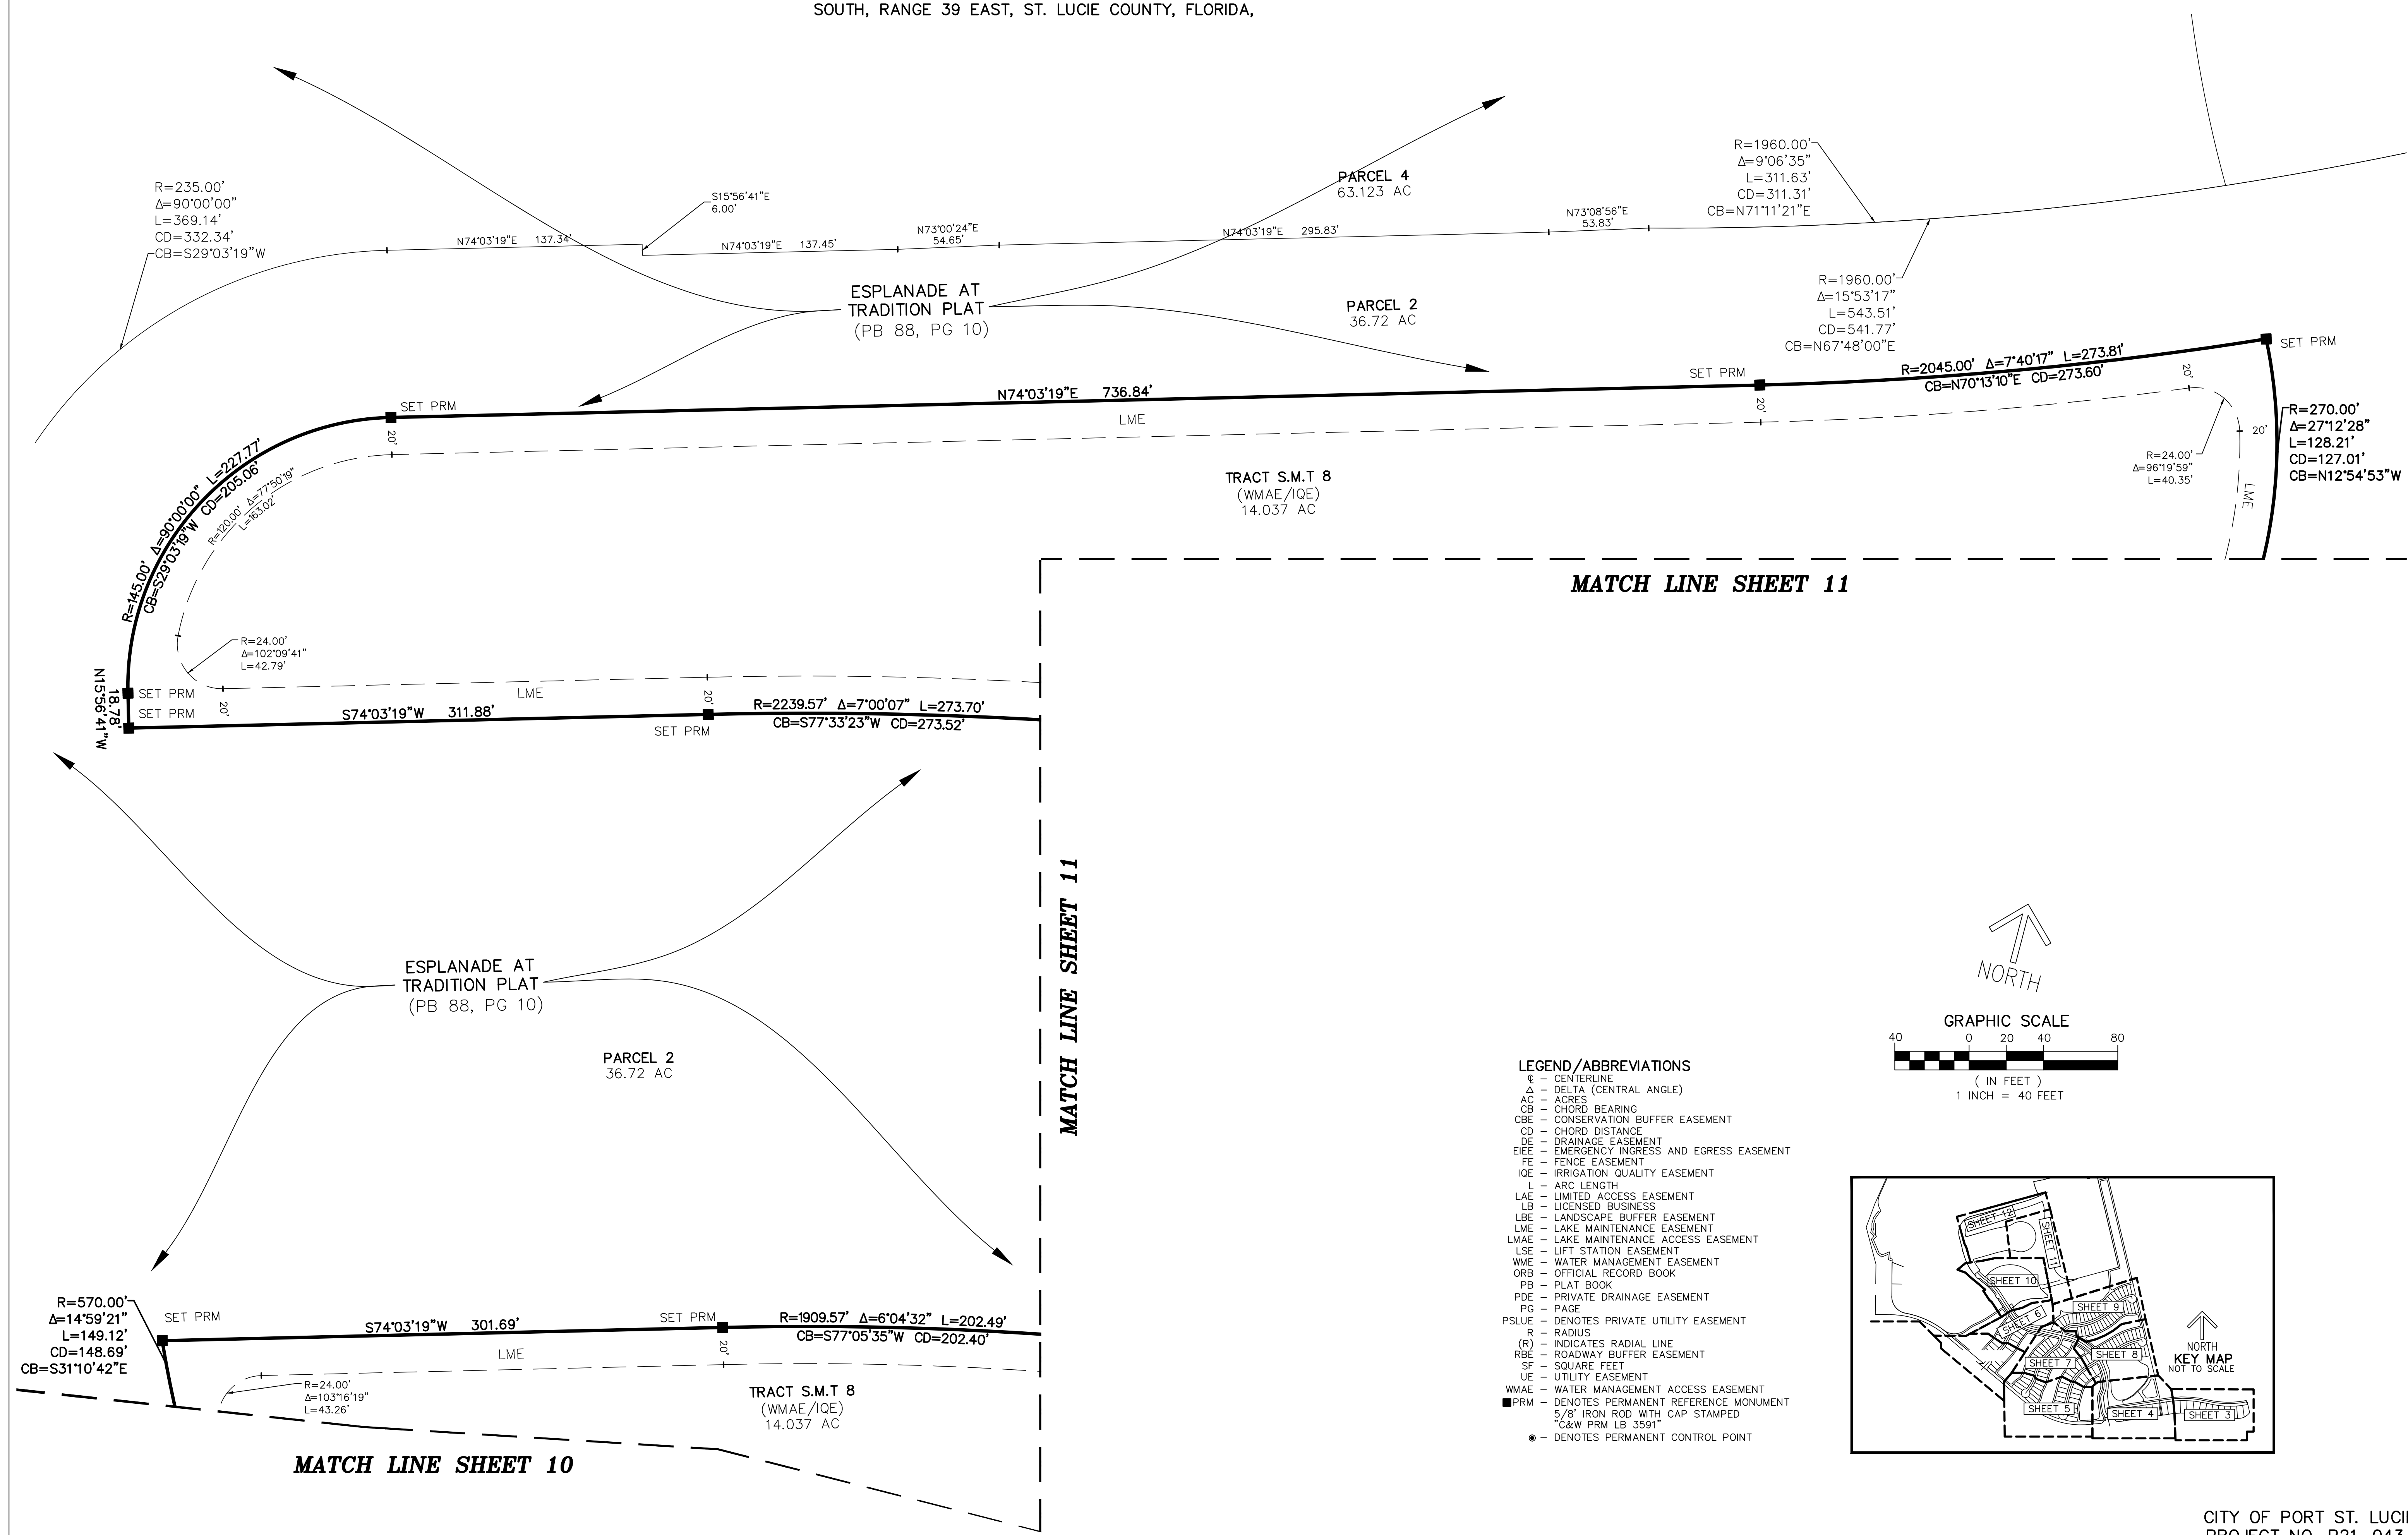 SOUTH, RANGE 39 EAST, ST. LUCIE COUNTY, FLORIDA,
R=235.00'
Δ=90°00'00"
L=369.14'
CD=332.34'
CB=S29°03'19"W
N74°03'19"E 137.34'
S15°56'41"E
6.00'
N74°03'19"E 137.45'
N73°00'24"E
54.65'
N74°03'19"E 295.83'
PARCEL 4
63.123 AC
N73°08'56"E
53.83'
R=1960.00'
Δ=9°06'35"
L=311.63'
CD=311.31'
CB=N71°11'21"E
R=1960.00'
Δ=15°53'17"
L=543.51'
CD=541.77'
CB=N67°48'00"E
ESPLANADE AT
TRADITION PLAT
(PB 88, PG 10)
PARCEL 2
36.72 AC
SET PRM
N74°03'19"E 736.84'
LME
SET PRM
R=2045.00' Δ=7°40'17" L=273.81'
CB=N70°13'10"E CD=273.60'
SET PRM
20'
20'
20'
20'
R=270.00'
Δ=27°12'28"
L=128.21'
CD=127.01'
CB=N12°54'53"W
R=24.00'
Δ=96°19'59"
L=40.35'
LME
R=145.00' Δ=90°00'00" L=227.77'
CB=S29°03'19"W CD=205.06'
R=120.00' Δ=77°50'19"
L=163.02'
TRACT S.M.T 8
(WMAE/IQE)
14.037 AC
MATCH LINE SHEET 11
R=24.00'
Δ=102°09'41"
L=42.79'
N15°56'41"W
18.78'
SET PRM
SET PRM
20'
LME
20'
S74°03'19"W 311.88'
SET PRM
R=2239.57' Δ=7°00'07" L=273.70'
CB=S77°33'23"W CD=273.52'
MATCH LINE SHEET 11
ESPLANADE AT
TRADITION PLAT
(PB 88, PG 10)
PARCEL 2
36.72 AC
R=570.00'
Δ=14°59'21"
L=149.12'
CD=148.69'
CB=S31°10'42"E
SET PRM
S74°03'19"W 301.69'
SET PRM
R=1909.57' Δ=6°04'32" L=202.49'
CB=S77°05'35"W CD=202.40'
LME
20'
R=24.00'
Δ=103°16'19"
L=43.26'
TRACT S.M.T 8
(WMAE/IQE)
14.037 AC
MATCH LINE SHEET 10
NORTH
GRAPHIC SCALE
40 0 20 40 80
( IN FEET )
1 INCH = 40 FEET
LEGEND/ABBREVIATIONS
℄ - CENTERLINE
Δ - DELTA (CENTRAL ANGLE)
AC - ACRES
CB - CHORD BEARING
CBE - CONSERVATION BUFFER EASEMENT
CD - CHORD DISTANCE
DE - DRAINAGE EASEMENT
EIEE - EMERGENCY INGRESS AND EGRESS EASEMENT
FE - FENCE EASEMENT
IQE - IRRIGATION QUALITY EASEMENT
L - ARC LENGTH
LAE - LIMITED ACCESS EASEMENT
LB - LICENSED BUSINESS
LBE - LANDSCAPE BUFFER EASEMENT
LME - LAKE MAINTENANCE EASEMENT
LMAE - LAKE MAINTENANCE ACCESS EASEMENT
LSE - LIFT STATION EASEMENT
WME - WATER MANAGEMENT EASEMENT
ORB - OFFICIAL RECORD BOOK
PB - PLAT BOOK
PDE - PRIVATE DRAINAGE EASEMENT
PG - PAGE
PSLUE - DENOTES PRIVATE UTILITY EASEMENT
R - RADIUS
(R) - INDICATES RADIAL LINE
RBE - ROADWAY BUFFER EASEMENT
SF - SQUARE FEET
UE - UTILITY EASEMENT
WMAE - WATER MANAGEMENT ACCESS EASEMENT
PRM - DENOTES PERMANENT REFERENCE MONUMENT
5/8' IRON ROD WITH CAP STAMPED
"C&W PRM LB 3591"
- DENOTES PERMANENT CONTROL POINT
SHEET 12
SHEET 11
SHEET 10
SHEET 9
SHEET 6
SHEET 8
SHEET 7
SHEET 5
SHEET 4
SHEET 3
NORTH
KEY MAP
NOT TO SCALE
CITY OF PORT ST. LUCI
PROJECT NO. P21-043